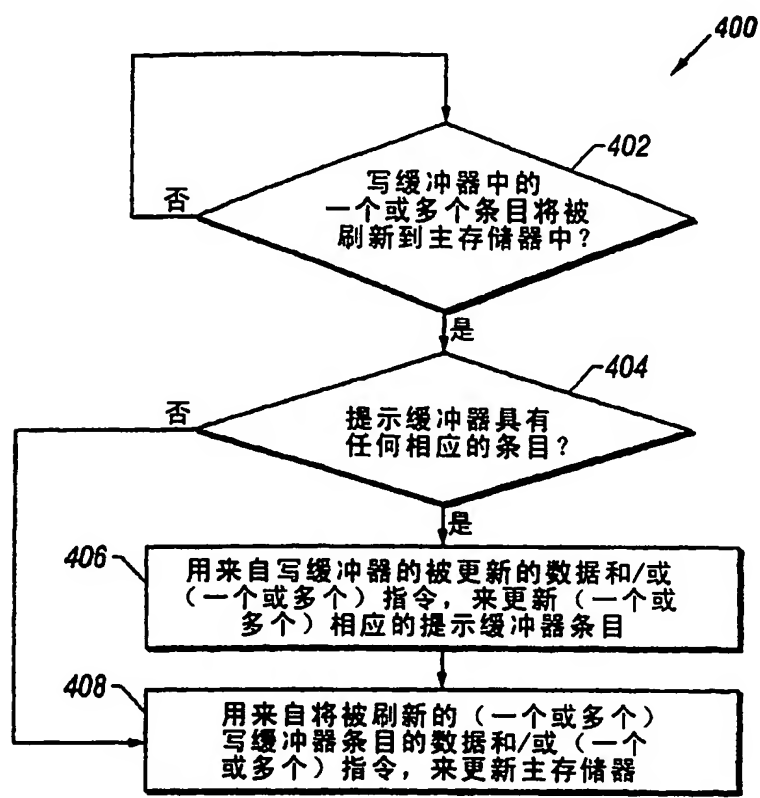 400
402
写缓冲器中的
一个或多个条目将被
刷新到主存储器中？
否
是
404
提示缓冲器具有
任何相应的条目？
否
是
406
用来自写缓冲器的被更新的数据和/或
（一个或多个）指令，来更新（一个或
多个）相应的提示缓冲器条目
408
用来自将被刷新的（一个或多个）
写缓冲器条目的数据和/或（一个
或多个）指令，来更新主存储器